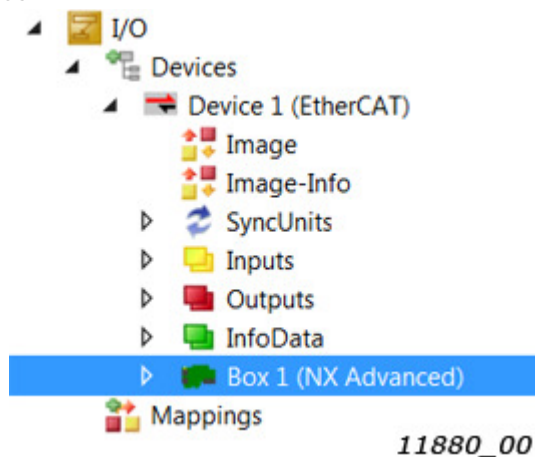 I/O
Devices
Device 1 (EtherCAT)
Image
Image-Info
SyncUnits
Inputs
Outputs
InfoData
Box 1 (NX Advanced)
Mappings
11880_00